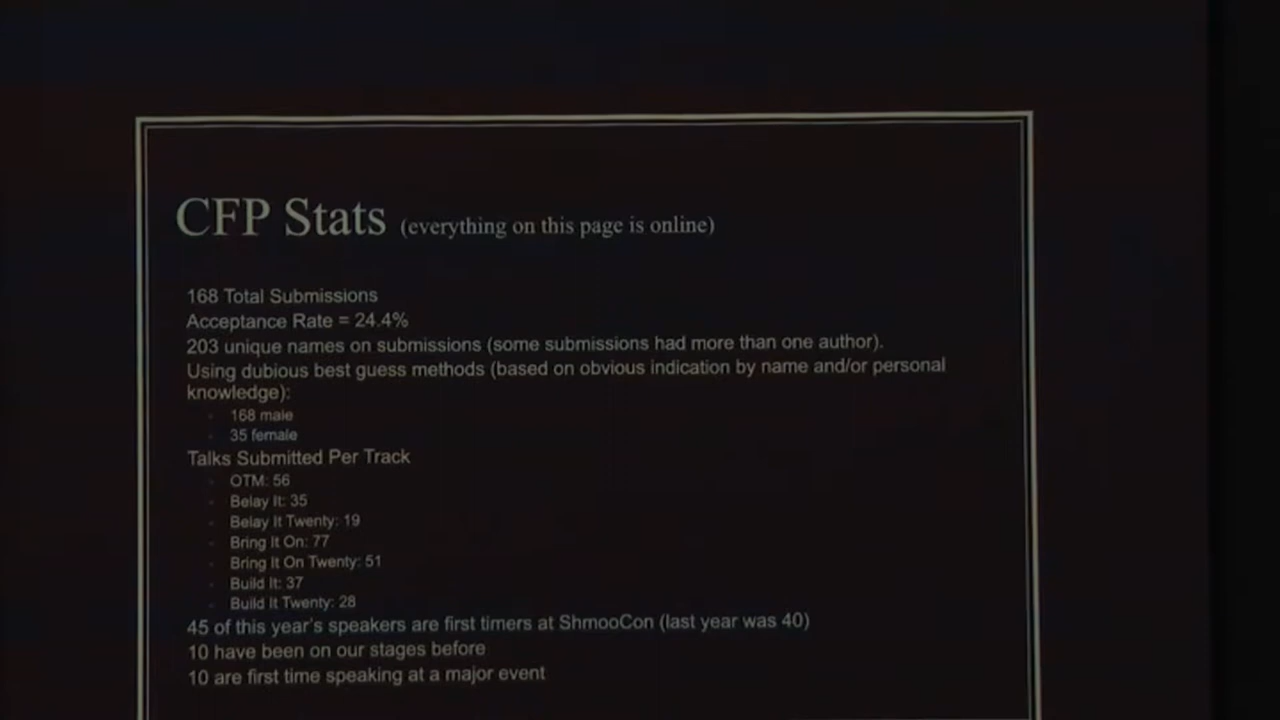 CFP Stats (everything on this page is online)
168 Total Submissions
Acceptance Rate = 24.4%
203 unique names on submissions (some submissions had more than one author).
Using dubious best guess methods (based on obvious indication by name and/or personal
knowledge):
168 male
35 female
Talks Submitted Per Track
OTM: 56
Belay It: 35
Belay It Twenty: 19
Bring It On: 77
Bring It On Twenty: 51
Build It: 37
Build It Twenty: 28
45 of this year's speakers are first timers at ShmooCon (last year was 40)
10 have been on our stages before
10 are first time speaking at a major event